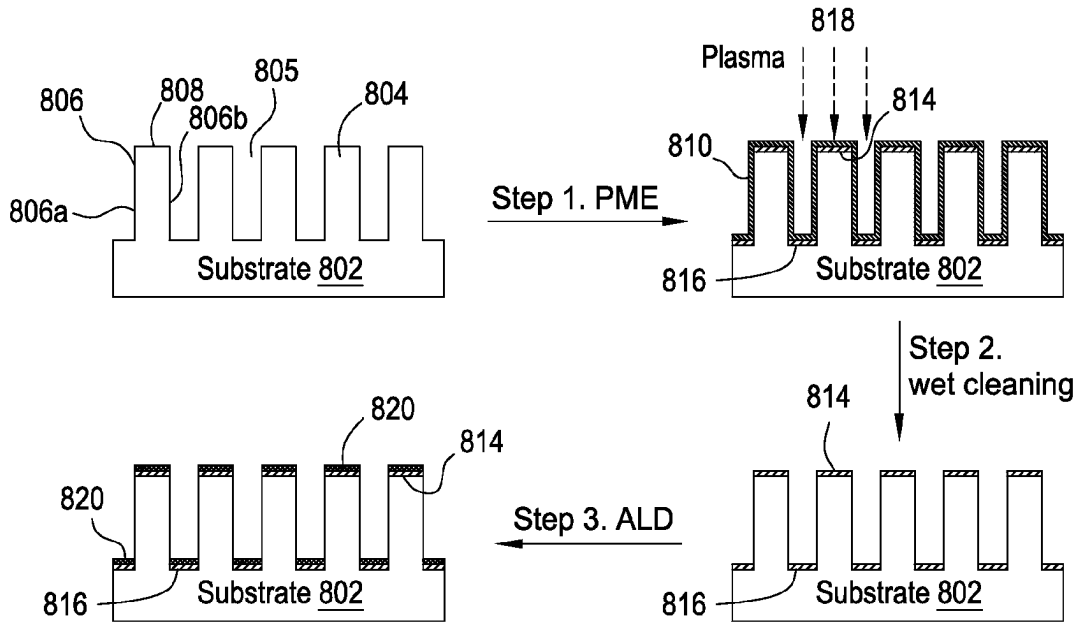 806
808
806b
805
804
806a
Substrate 802
Step 1. PME
818
Plasma
814
810
816
Substrate 802
Step 2.
wet cleaning
814
816
Substrate 802
Step 3. ALD
820
814
820
816
Substrate 802